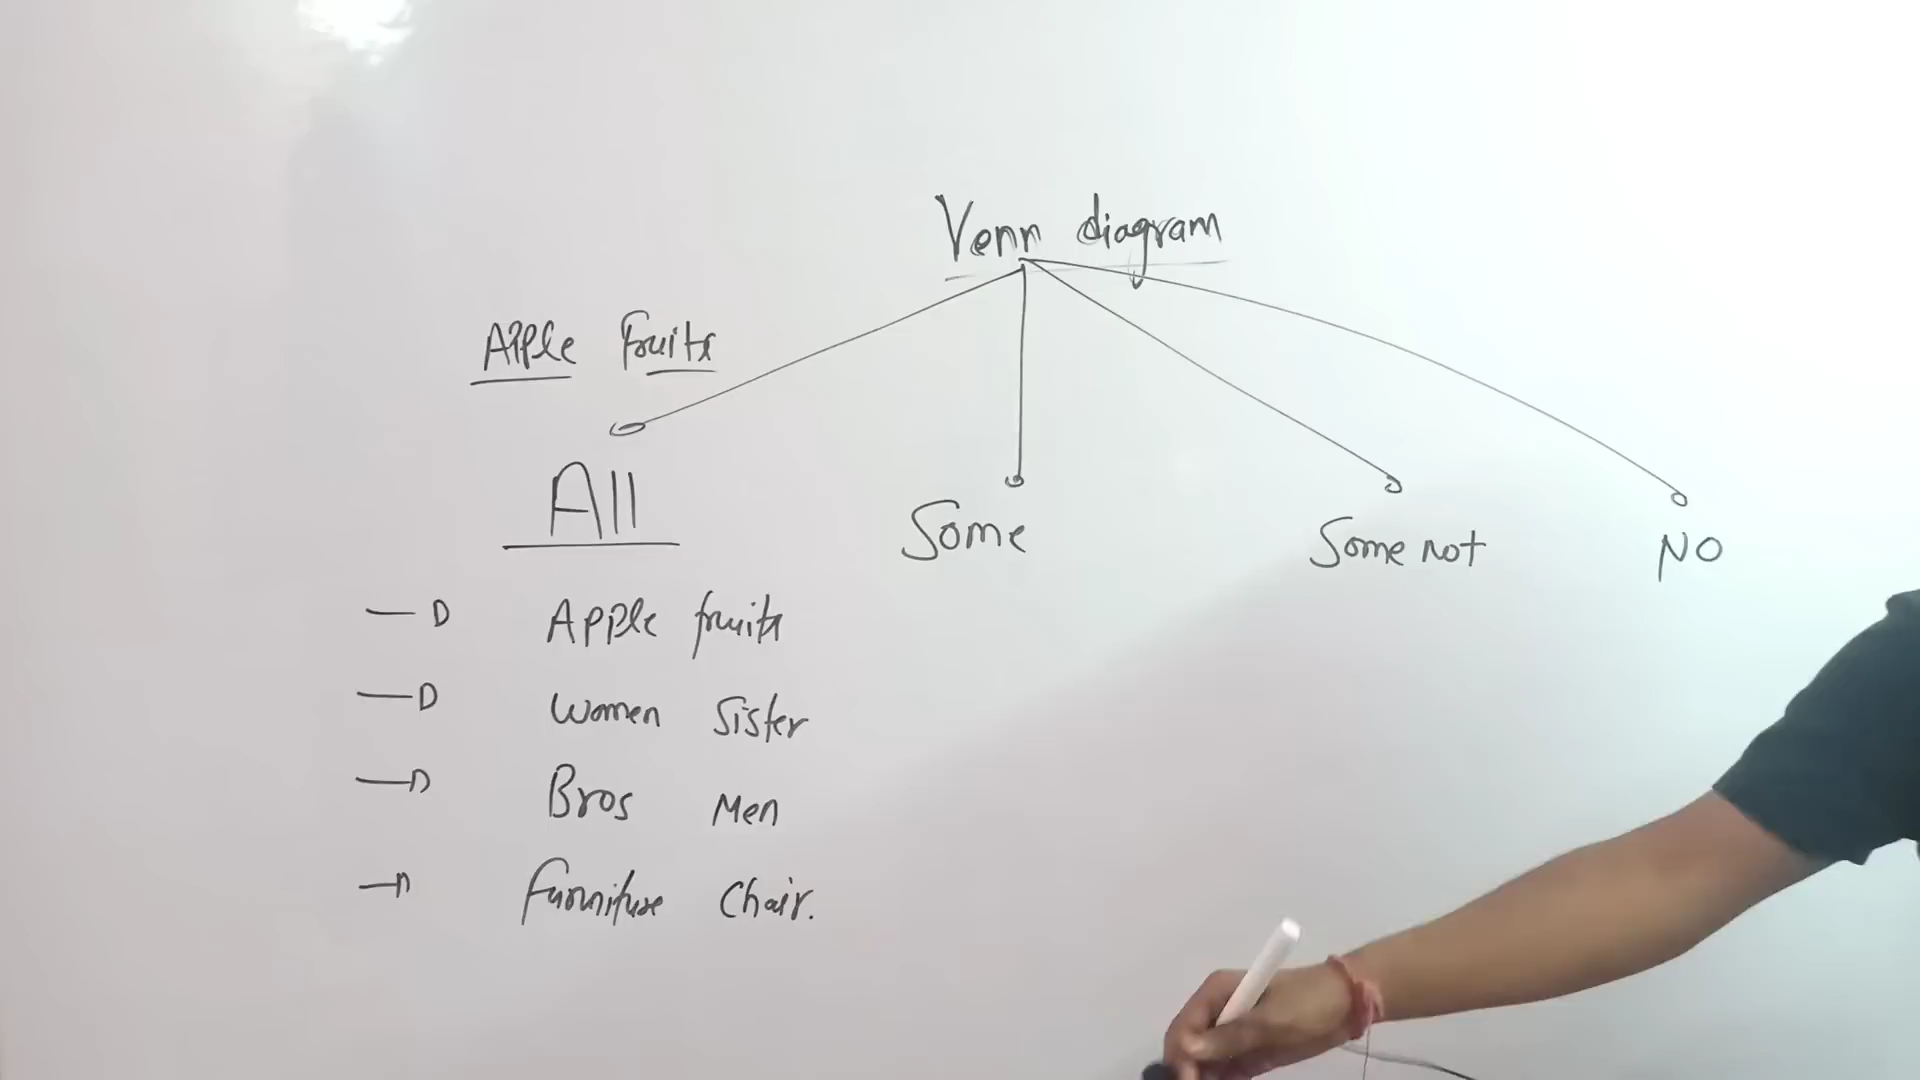 Venn diagram
Apple Fruits
All
Some
Some not
NO
Apple fruits
Women Sister
Bros Men
Furniture Chair.